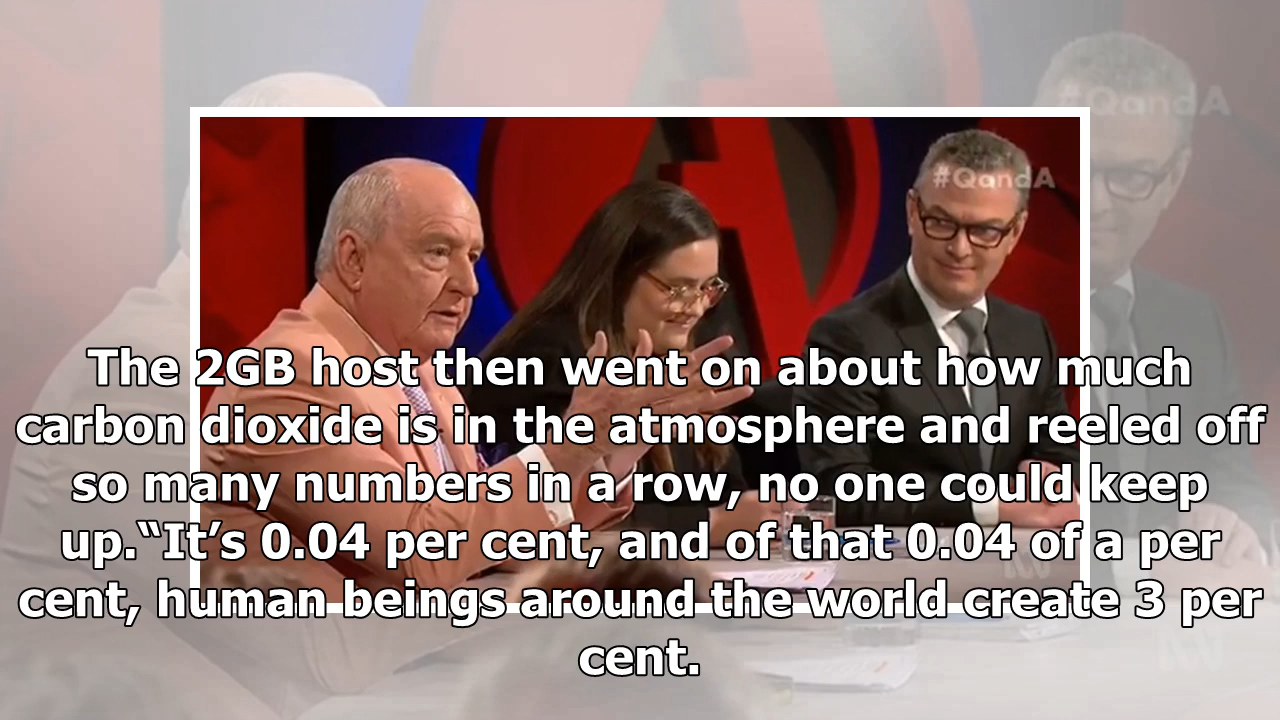 #QandA
#QandA
The 2GB host then went on about how much
carbon dioxide is in the atmosphere and reeled off
so many numbers in a row, no one could keep
up.“It’s 0.04 per cent, and of that 0.04 of a per
cent, human beings around the world create 3 per
cent.